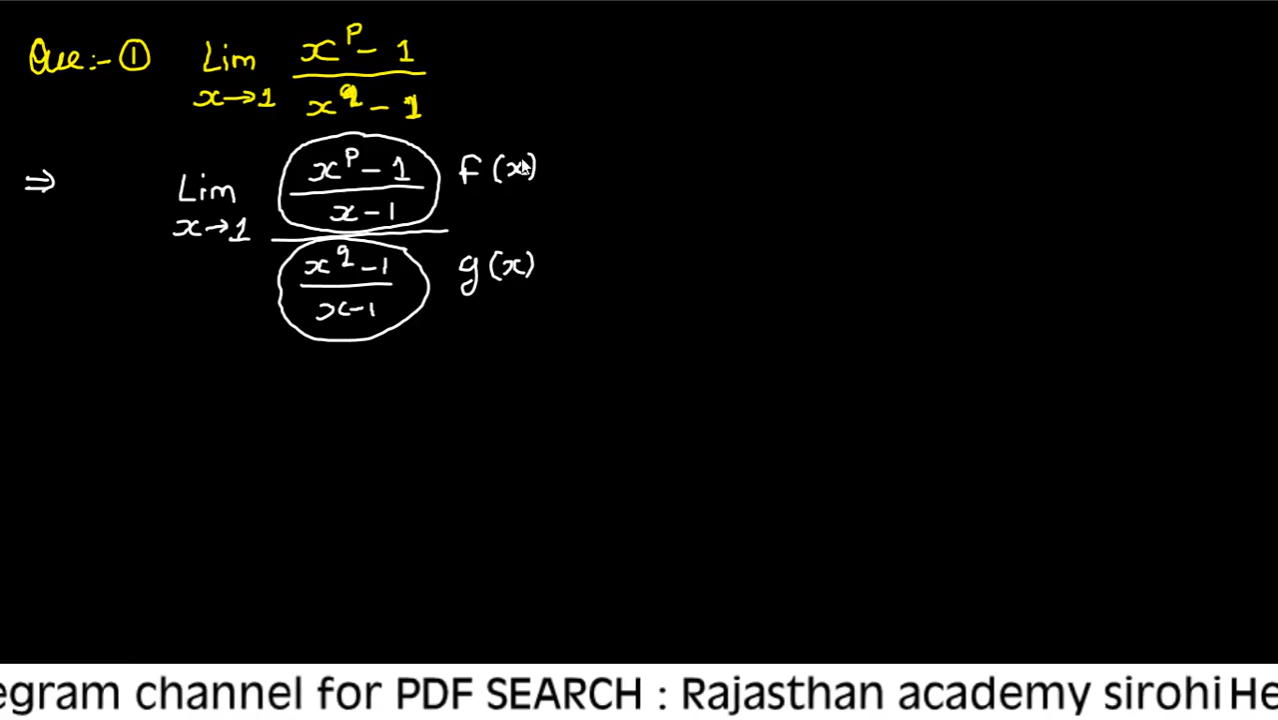 Que:- ① Lim x→1 x^p - 1 / x^q - 1
⇒ Lim x→1 (x^p - 1 / x - 1) / (x^q - 1 / x - 1) f(x) g(x)
egram channel for PDF SEARCH : Rajasthan academy sirohi He